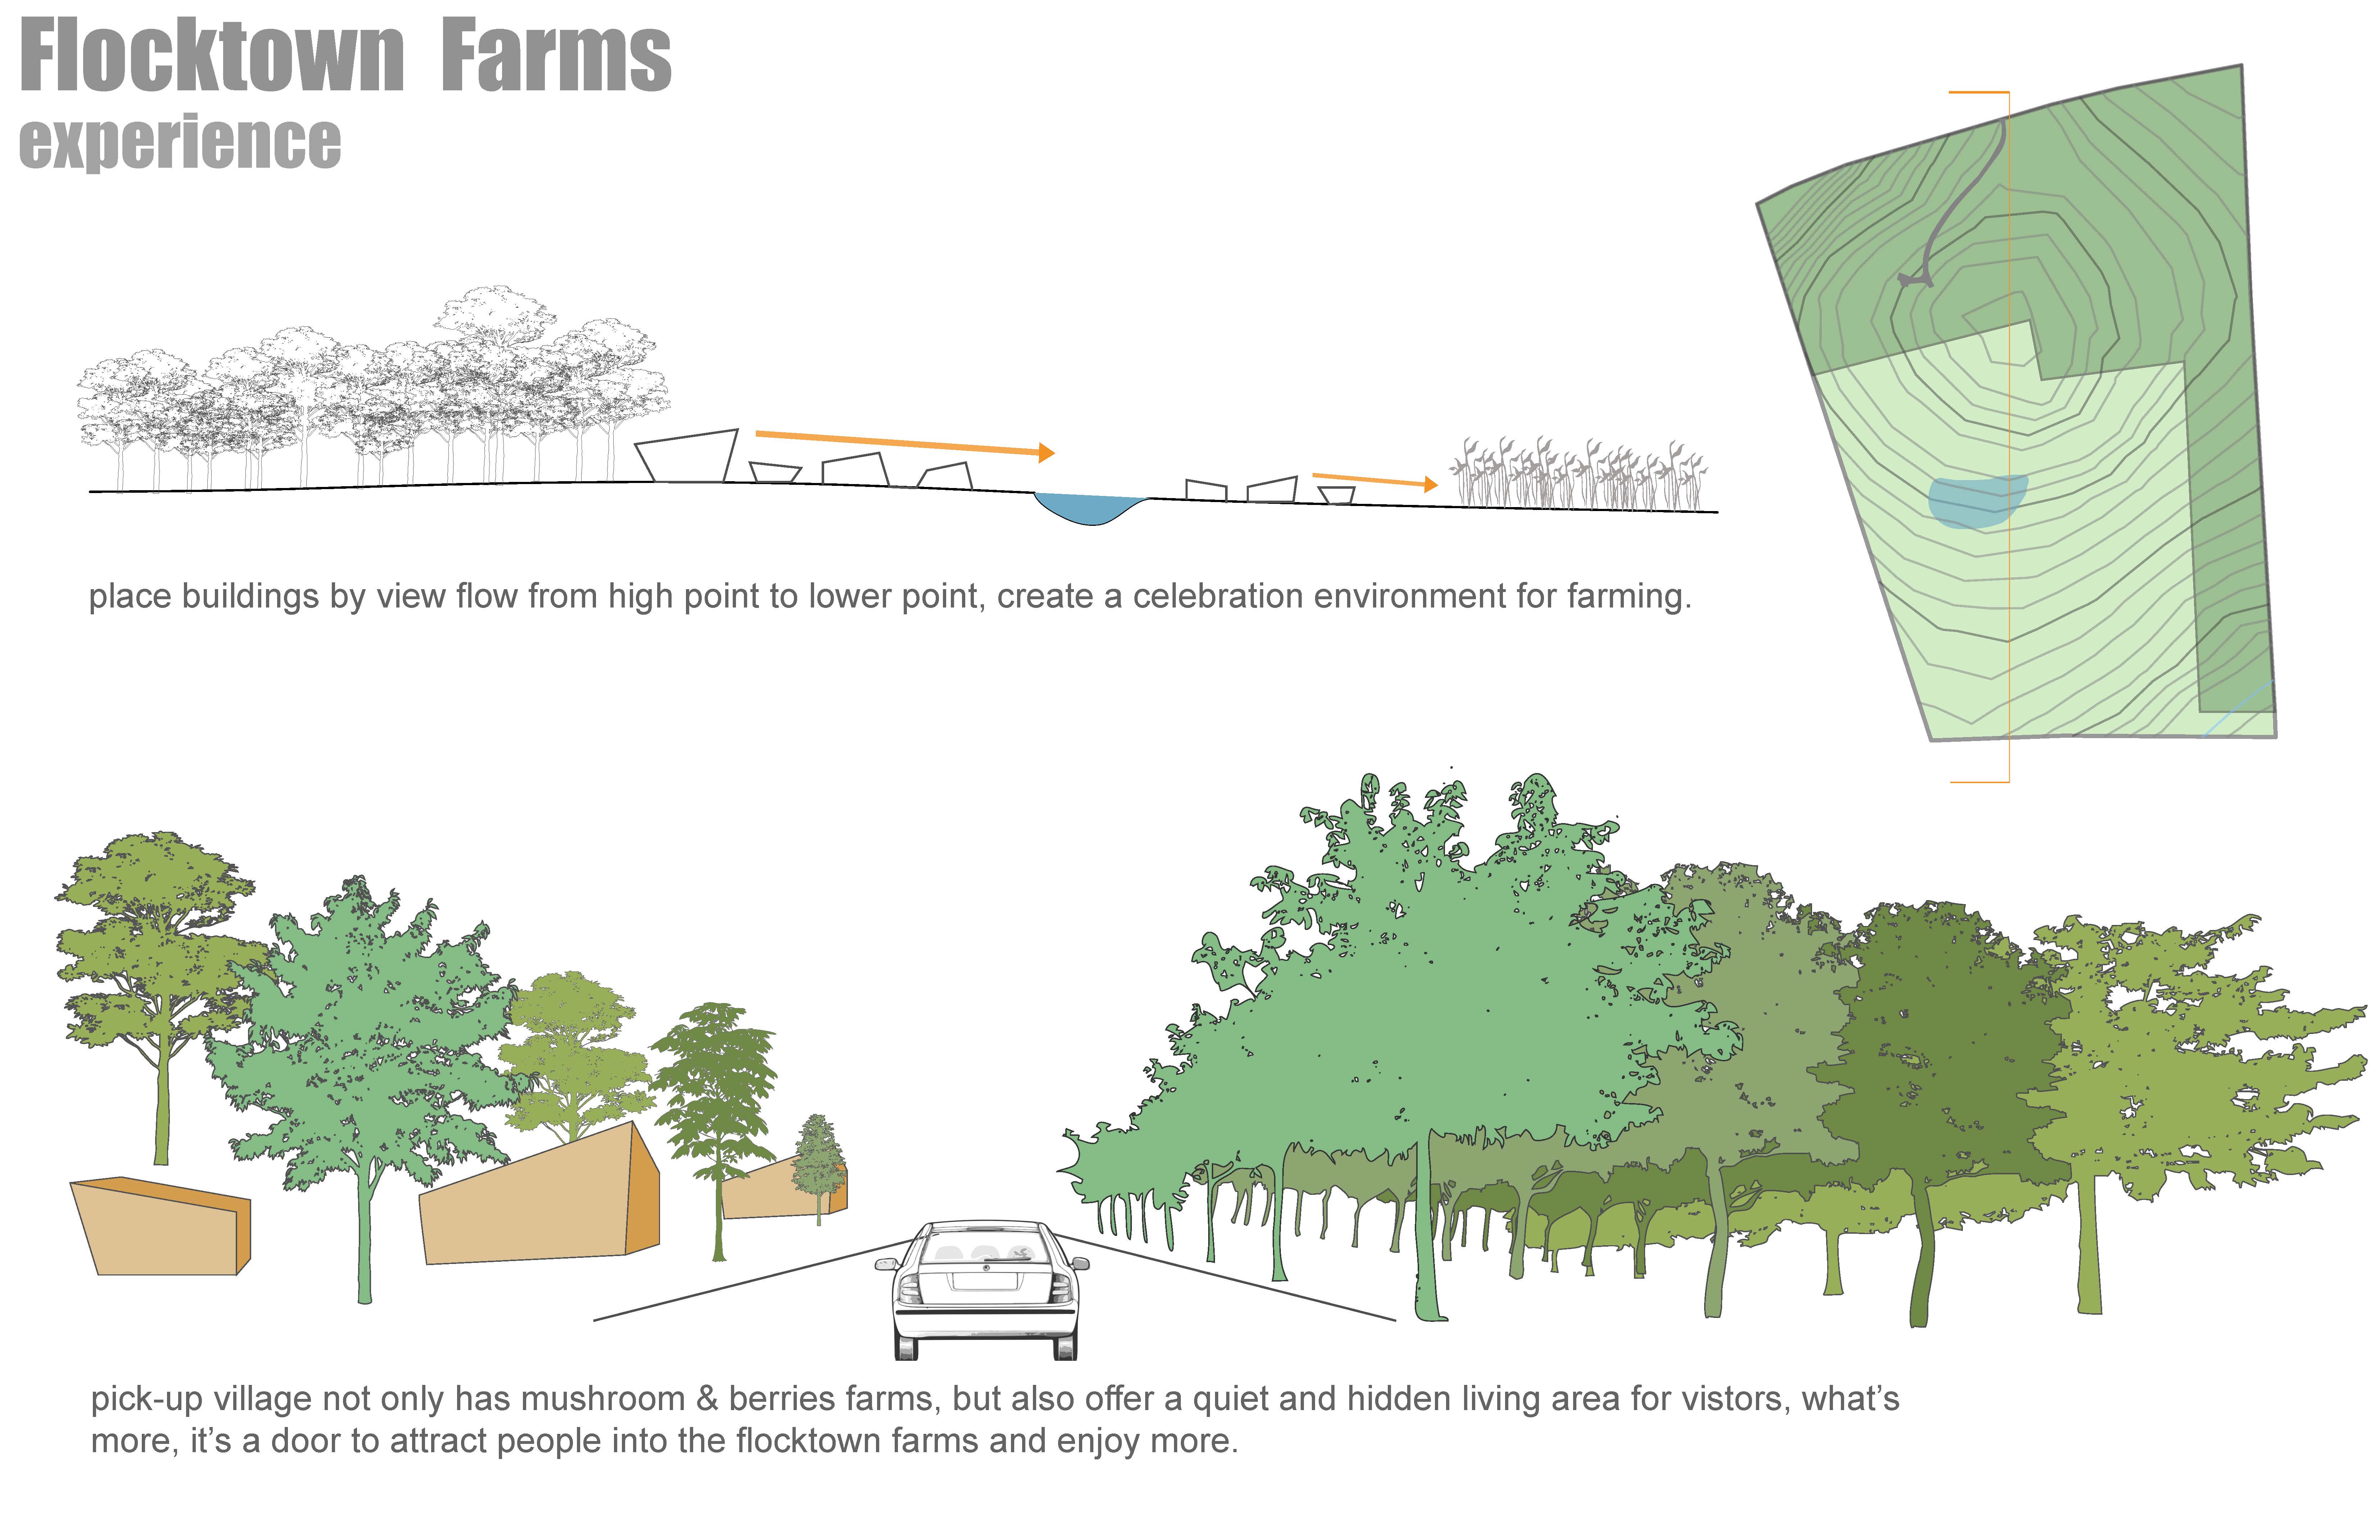 Flocktown Farms
experience
place buildings by view flow from high point to lower point, create a celebration environment for farming.
pick-up village not only has mushroom & berries farms, but also offer a quiet and hidden living area for vistors, what's
more, it's a door to attract people into the flocktown farms and enjoy more.